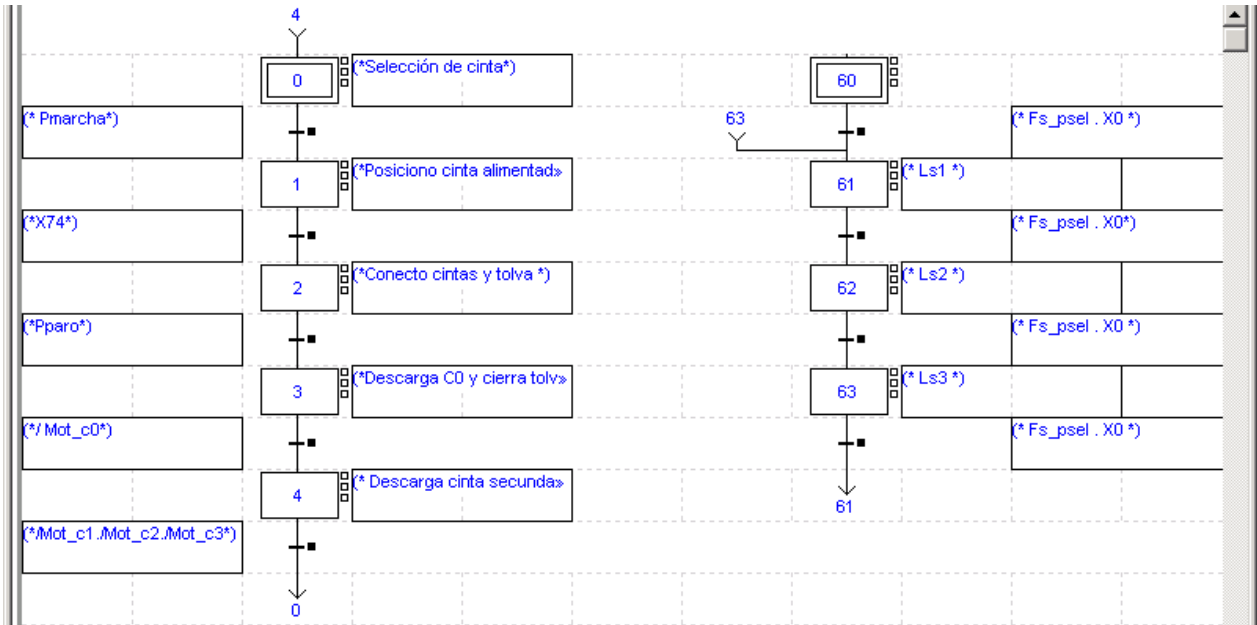 4
0
(*Selección de cinta*)
60
(* Pmarcha*)
63
(* Fs_psel . X0 *)
1
(*Posiciono cinta alimentad»
61
(* Ls1 *)
(*X74*)
(* Fs_psel . X0*)
2
(*Conecto cintas y tolva *)
62
(* Ls2 *)
(*Pparo*)
(* Fs_psel . X0 *)
3
(*Descarga C0 y cierra tolv»
63
(* Ls3 *)
(*/ Mot_c0*)
(* Fs_psel . X0 *)
4
(* Descarga cinta secunda»
61
(*/Mot_c1./Mot_c2./Mot_c3*)
0